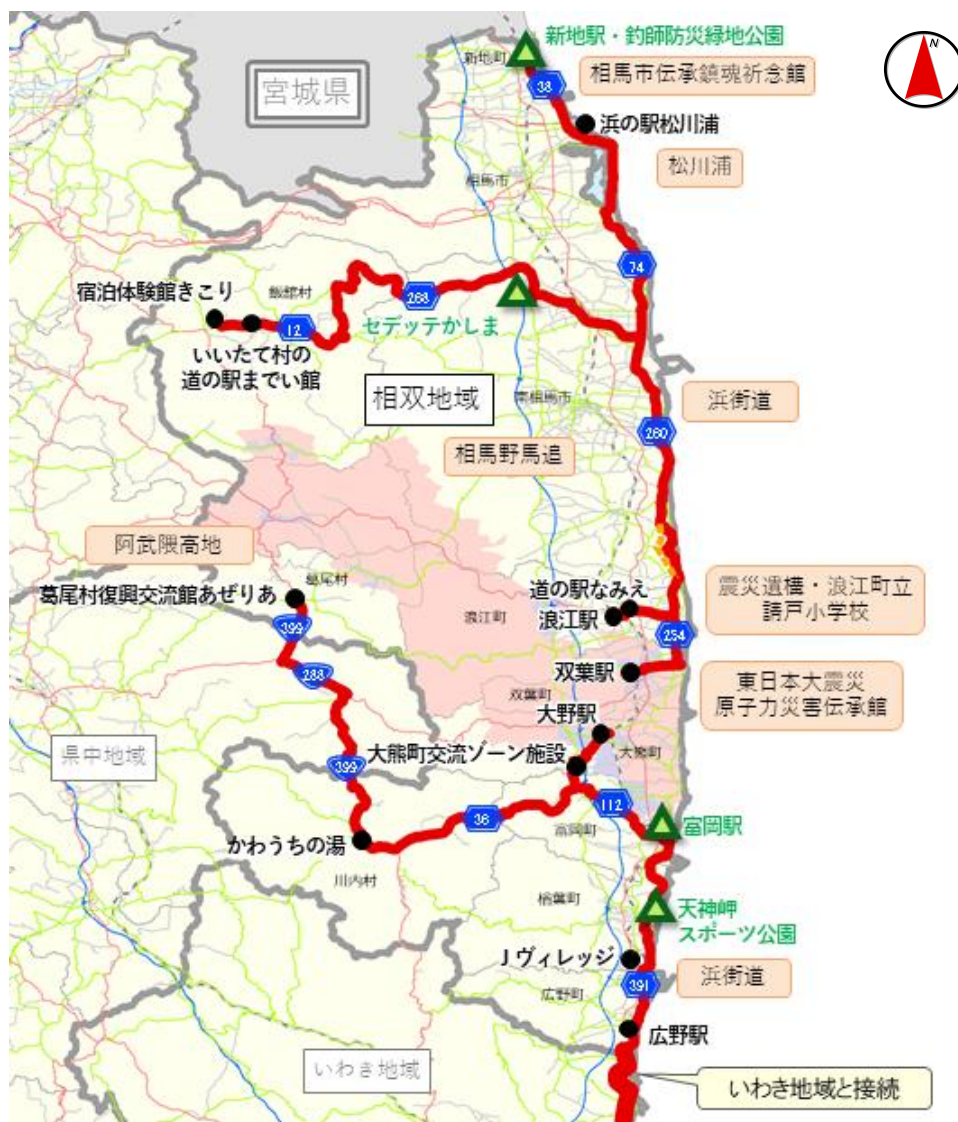 新地駅・釣師防災緑地公園
N
新地町
宮城県
相馬市伝承鎮魂祈念館
38
浜の駅松川浦
松川浦
相馬市
74
宿泊体験館きこり
飯舘村
268
12
セデッテかしま
いいたて村の
道の駅までい館
相双地域
南相馬市
浜街道
260
相馬野馬追
阿武隈高地
葛尾村
葛尾村復興交流館あぜりあ
399
道の駅なみえ
浪江町
浪江駅
震災遺構・浪江町立
請戸小学校
254
288
双葉駅
双葉町
東日本大震災
原子力災害伝承館
大野駅
県中地域
大熊町交流ゾーン施設
大熊町
399
112
36
富岡町
富岡駅
かわうちの湯
川内村
楢葉町
天神岬
スポーツ公園
Jヴィレッジ
浜街道
391
広野町
広野駅
いわき地域
いわき地域と接続